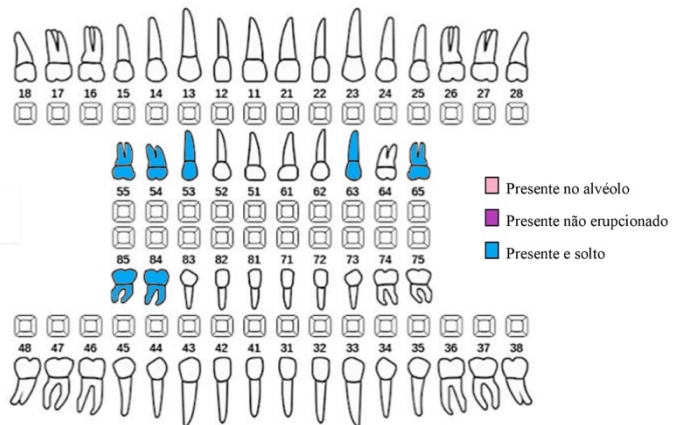 18 17 16 15 14 13 12 11 21 22 23 24 25 26 27 28
55 54 53 52 51 61 62 63 64 65
85 84 83 82 81 71 72 73 74 75
48 47 46 45 44 43 42 41 31 32 33 34 35 36 37 38
Presente no alvéolo
Presente não erupcionado
Presente e solto